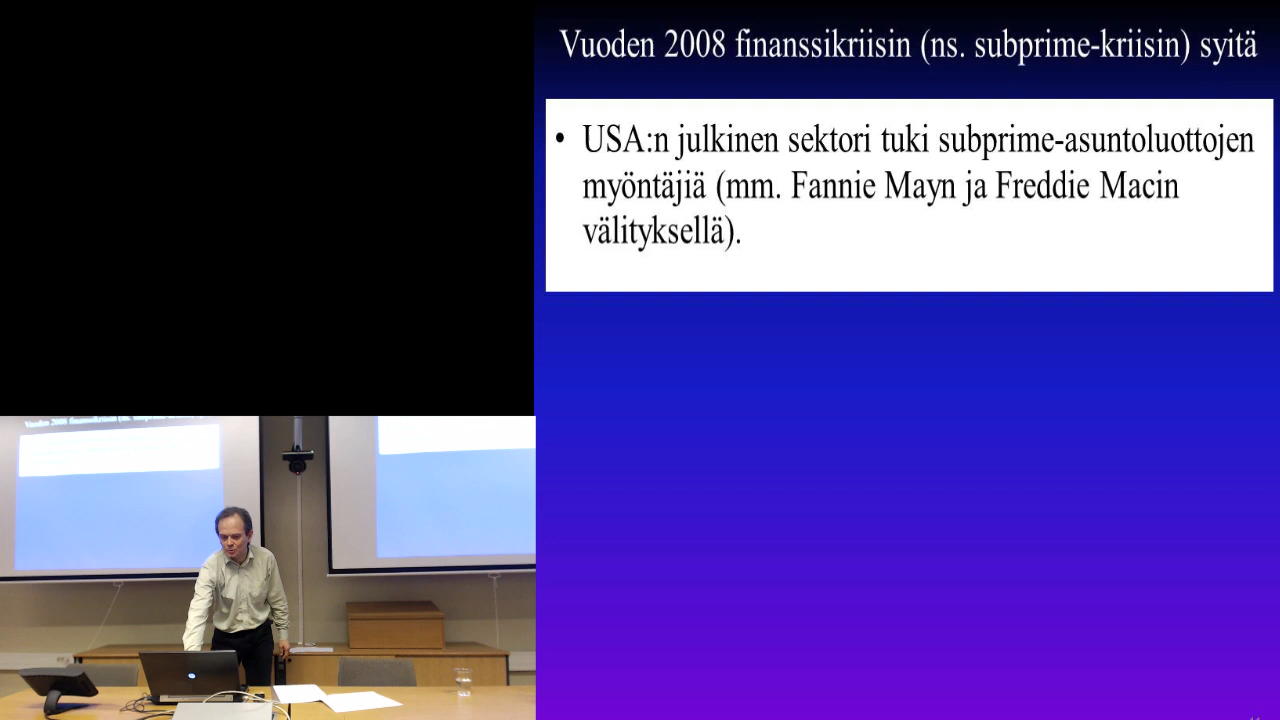 Vuoden 2008 finanssikriisin (ns. subprime-kriisin) syitä
• USA:n julkinen sektori tuki subprime-asuntoluottojen
myöntäjiä (mm. Fannie Mayn ja Freddie Macin
välityksellä).